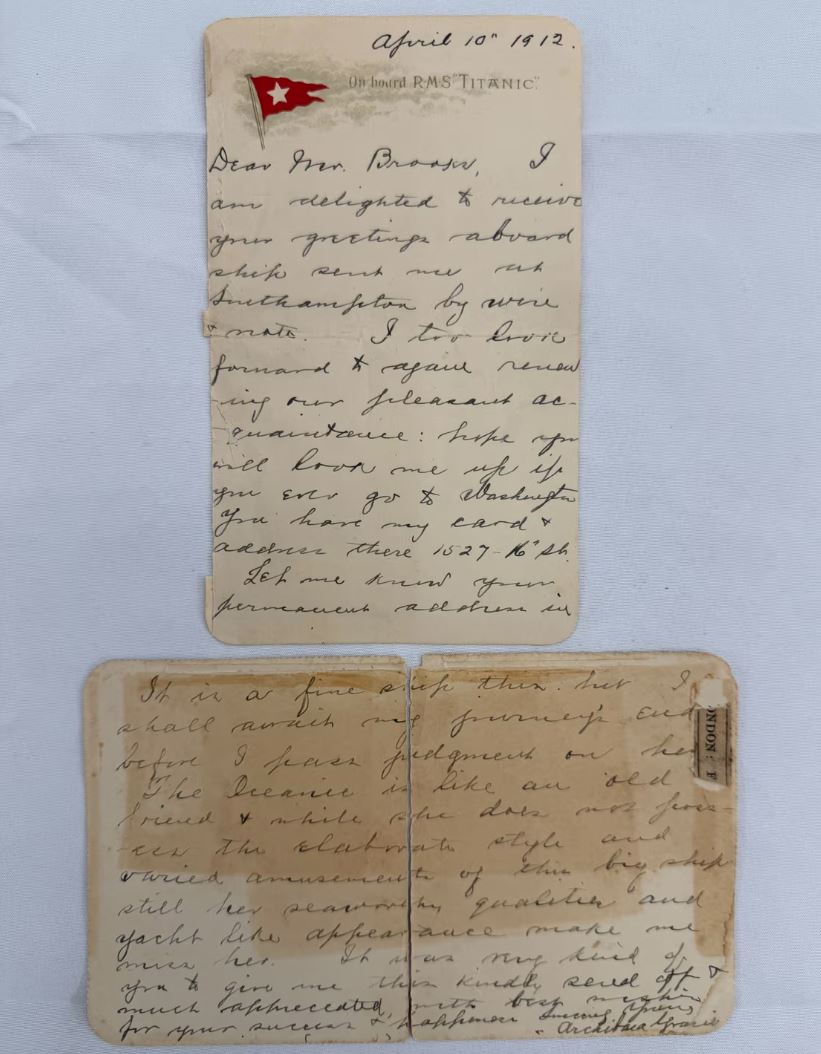 April 10" 1912.
On board R.M.S "TITANIC".
Dear Mr. Brooks, I
am delighted to receive
your greetings aboard
ship sent me at
Southampton by wire
& note. I too look
forward to again renew
-ing our pleasant ac-
quaintance: hope you
will look me up if
you ever go to Washington
You have my card &
address there 1527-16" St.
Let me know your
permanent address in
It is a fine ship this. but I
shall await my journey's end
before I pass judgment on her
The Oceanic is like an old
friend & while she does not poss-
-ess the elaborate style and
varied amusements of this big ship
still her seaworthy qualities and
yacht like appearance make me
miss her. It was very kind of
you to give me this kindly send off &
much appreciated, with best wishes
for your success & happiness
Archibald Gracie
ONDON: E